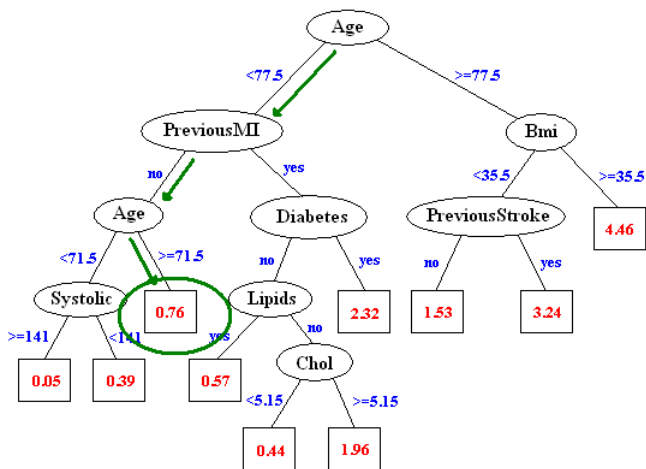 Age
<77.5
>=77.5
PreviousMI
Bmi
no
yes
<35.5
>=35.5
Age
Diabetes
PreviousStroke
4.46
<71.5
>=71.5
no
yes
no
yes
Systolic
0.76
Lipids
2.32
1.53
3.24
>=141
<141
yes
no
0.05
0.39
0.57
Chol
<5.15
>=5.15
0.44
1.96